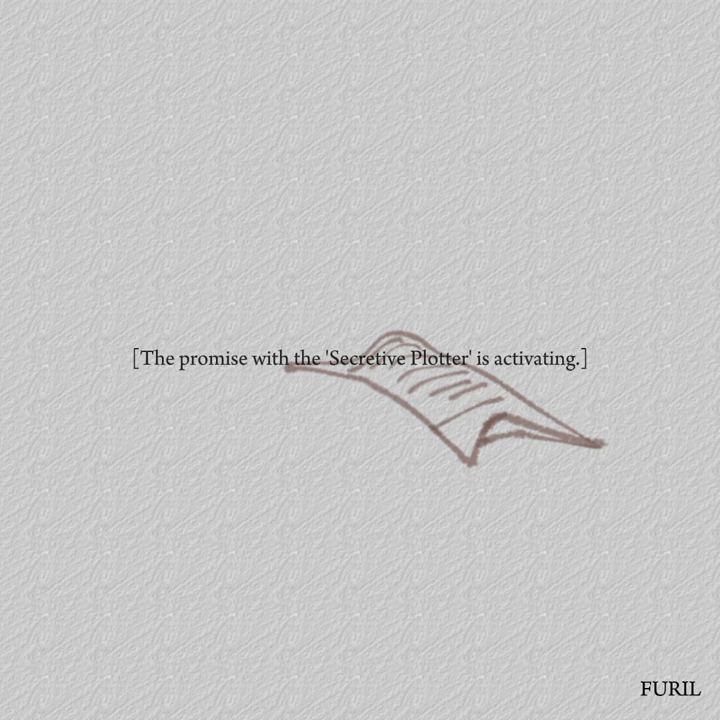 [The promise with the 'Secretive Plotter' is activating.]
FURIL